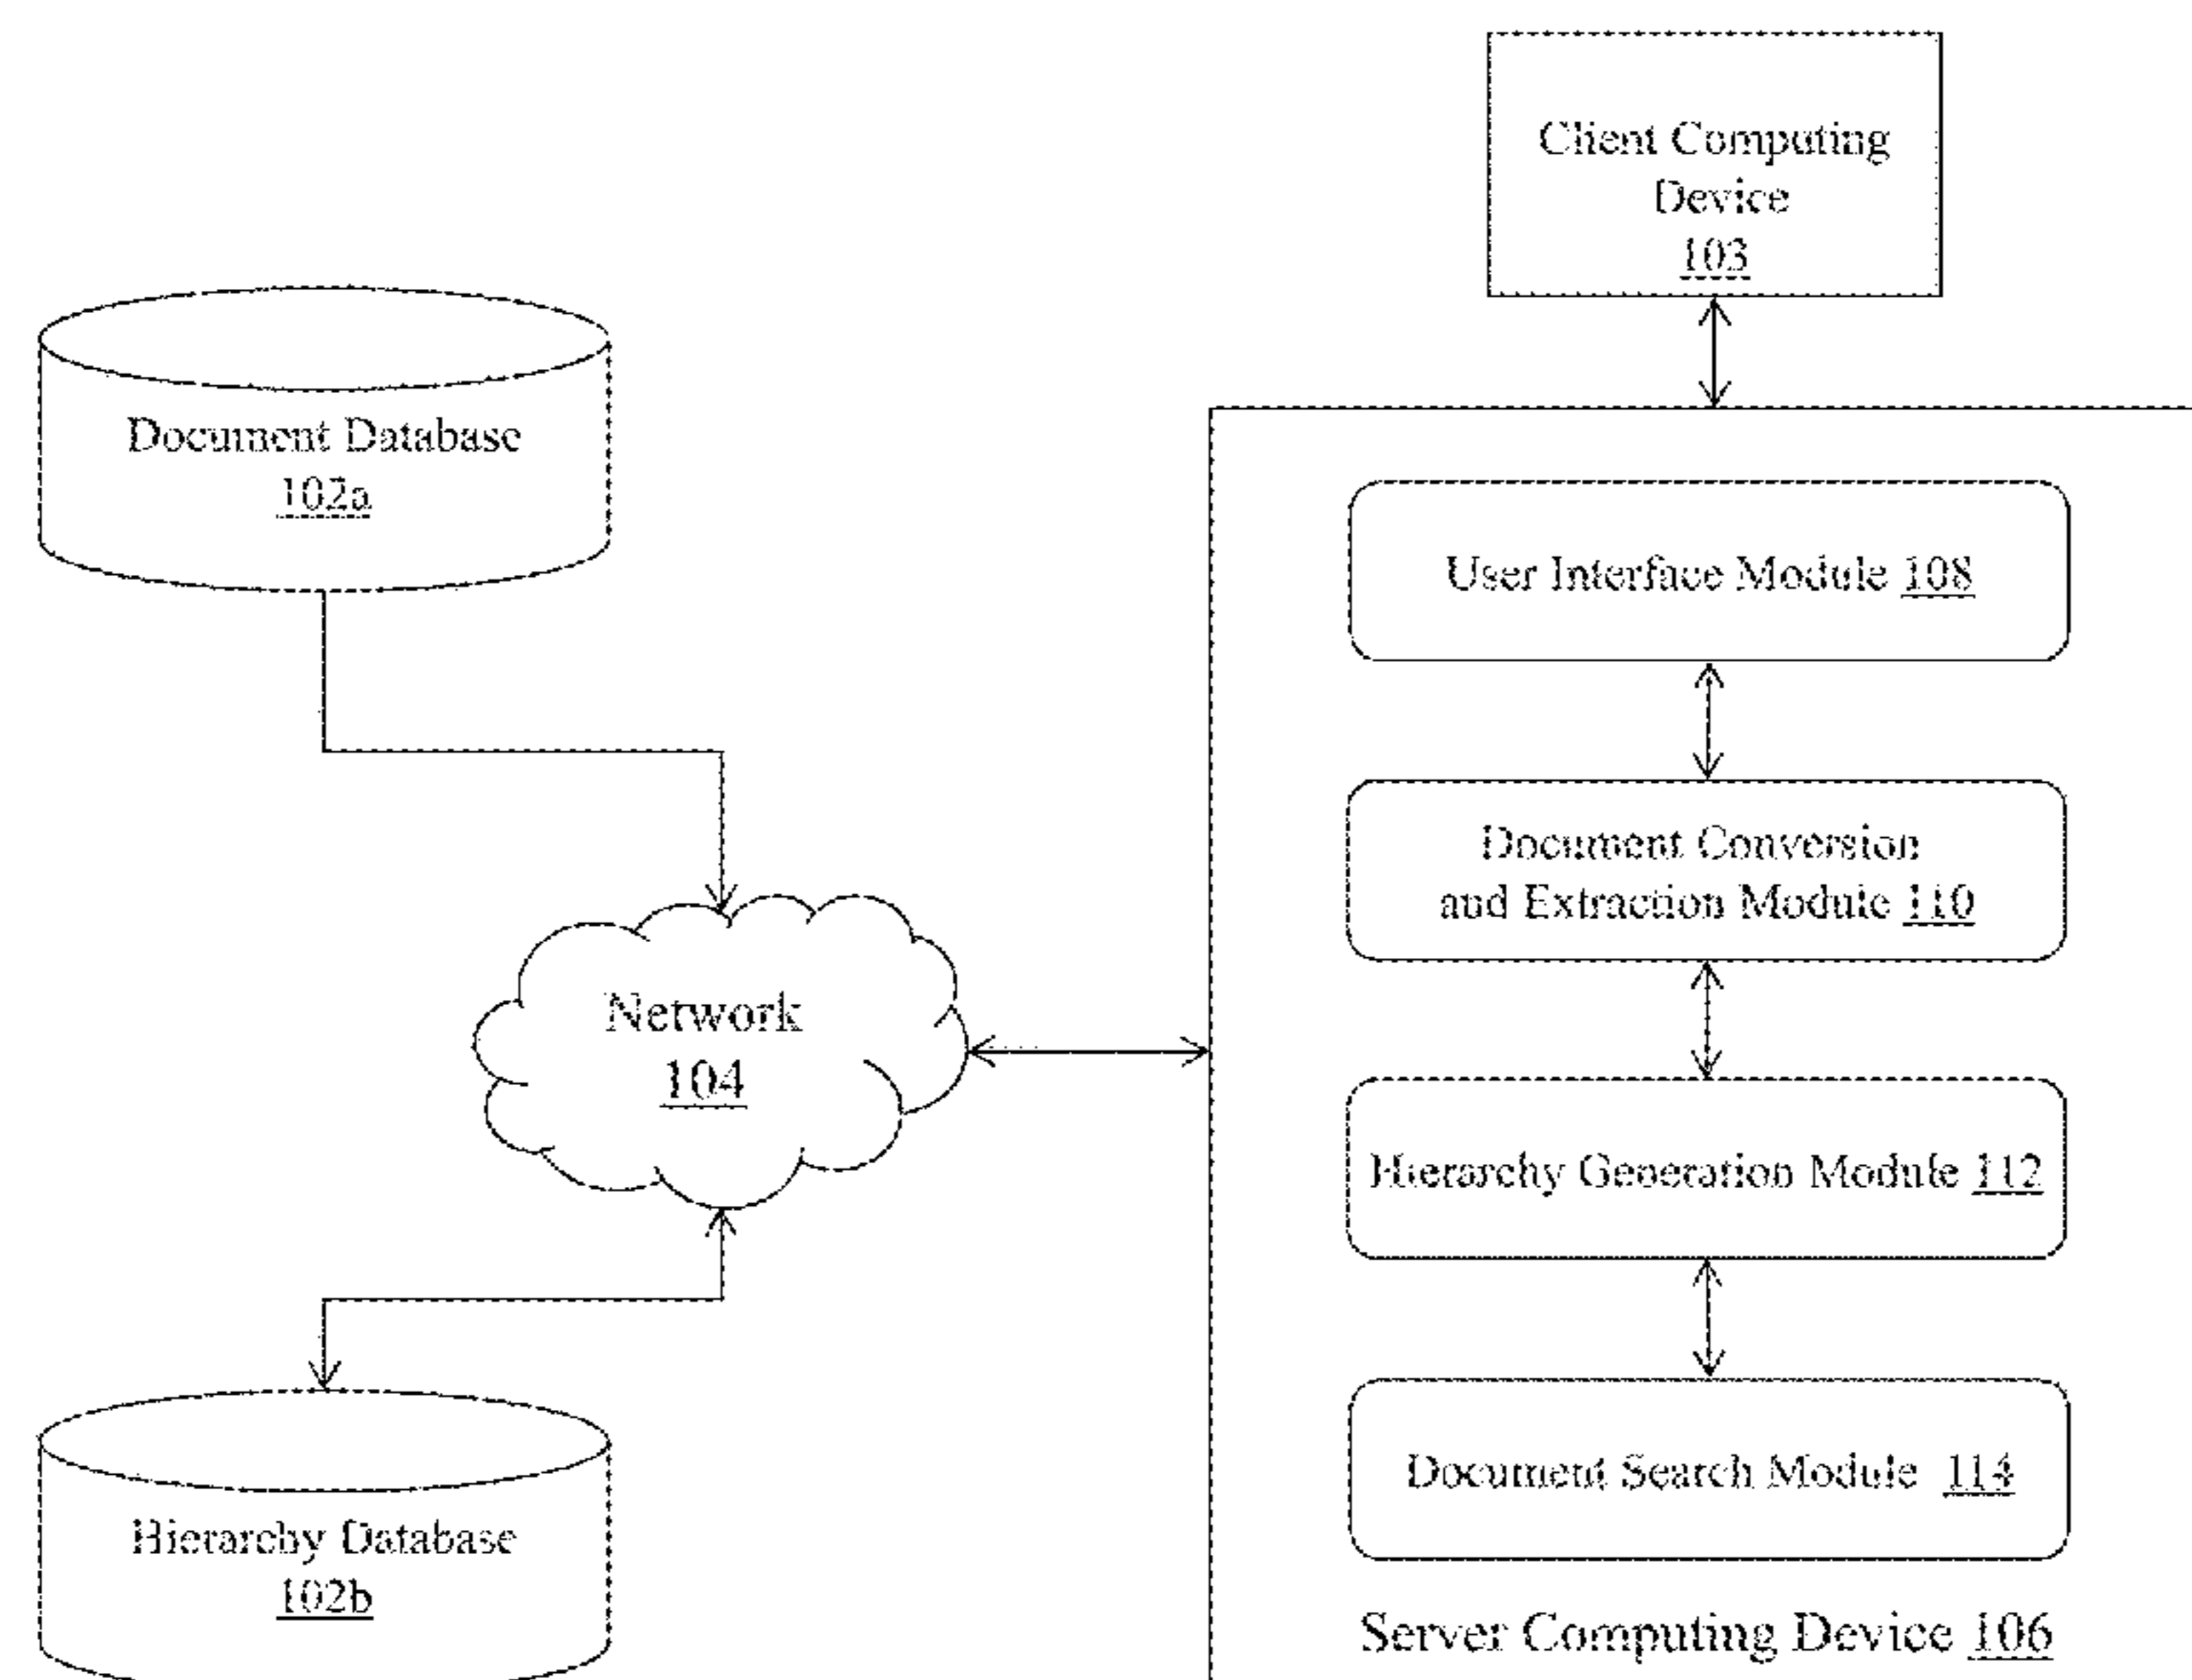 Client Computing
Device
103
Document Database
102a
User Interface Module 108
Document Conversion
and Extraction Module 110
Network
104
Hierarchy Generation Module 112
Document Search Module 114
Hierarchy Database
102b
Server Computing Device 106